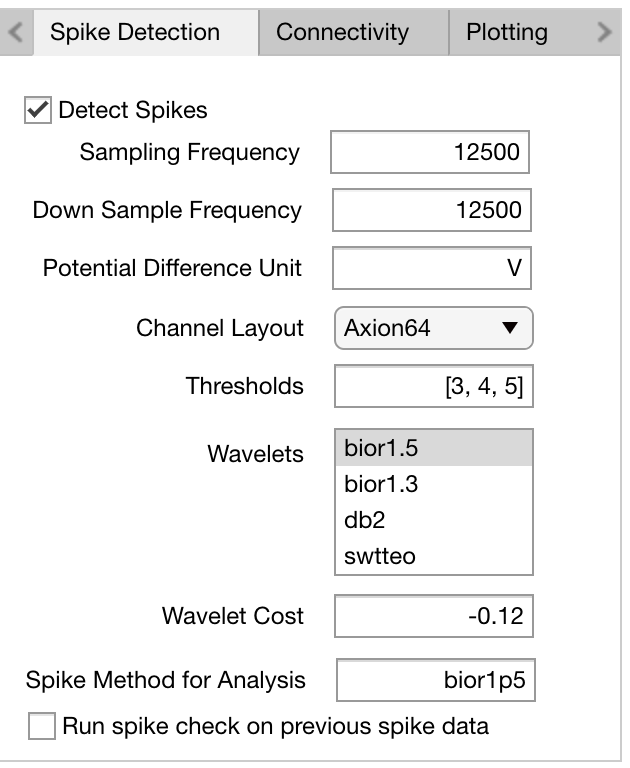 Spike Detection
Connectivity
Plotting
Detect Spikes
Sampling Frequency 12500
Down Sample Frequency 12500
Potential Difference Unit V
Channel Layout Axion64
Thresholds [3, 4, 5]
Wavelets bior1.5
bior1.3
db2
swtteo
Wavelet Cost -0.12
Spike Method for Analysis bior1p5
Run spike check on previous spike data